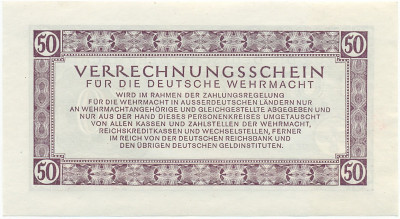 50 50
VERRECHNUNGSSCHEIN
FÜR DIE DEUTSCHE WEHRMACHT
WIRD IM RAHMEN DER ZAHLUNGSREGELUNG
FÜR DIE WEHRMACHT IN AUSSERDEUTSCHEN LÄNDERN NUR
AN WEHRMACHTANGEHÖRIGE UND GLEICHGESTELLTE ABGEGEBEN UND
NUR AUS DER HAND DIESES PERSONENKREISES UMGETAUSCHT
VON ALLEN KASSEN UND ZAHLSTELLEN DER WEHRMACHT,
REICHSKREDITKASSEN UND WECHSELSTELLEN, FERNER
IM REICH VON DER DEUTSCHEN REICHSBANK UND
DEN ÜBRIGEN DEUTSCHEN GELDINSTITUTEN.
50 50